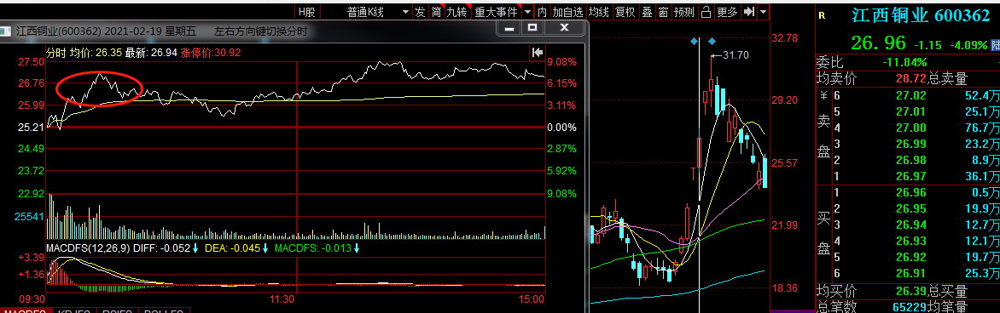 H股 普通K线 发 简 九转 重大事件 内 加自选 均线 复权 叠 窗 预测 更多
江西铜业(600362) 2021-02-19 星期五 左右方向键切换分时
分时 均价: 26.35 最新: 26.94 涨停价:30.92
27.50 9.08%
26.76 6.15%
25.99 3.11%
25.21 0.00%
24.49 2.87%
23.72 5.92%
22.92 9.08%
25541
MACDFS(12,26,9) DIFF: -0.052 DEA: -0.045 MACDFS: -0.013
+3.39
+1.36
09:30 11:30 15:00
31.70
32.78
29.20
25.57
21.99
18.36
R 江西铜业 600362
26.96 -1.15 -4.09% 陆
委比 -11.84%
均卖价 28.72 总卖量
¥ 6 27.02 52.4万
5 27.01 25.1万
卖 4 27.00 76.7万
盘 3 26.99 23.2万
2 26.98 8.9万
1 26.97 36.1万
1 26.96 0.5万
2 26.95 19.9万
买 3 26.94 12.7万
盘 4 26.93 12.1万
5 26.92 19.7万
6 26.91 25.3万
均买价 26.39 总买量
总笔数 65229 均笔量